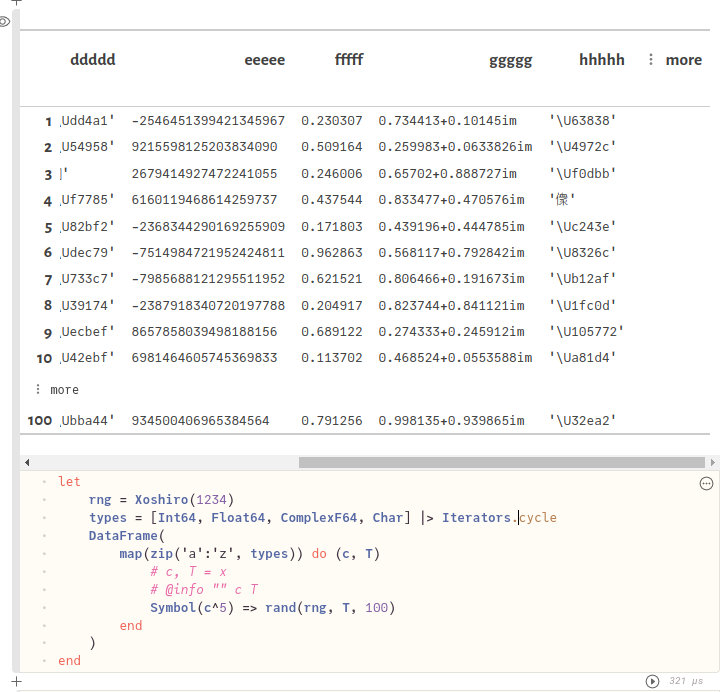 ddddd eeeee fffff ggggg hhhhh ⋮ more
1 Udd4a1' -2546451399421345967 0.230307 0.734413+0.10145im '\U63838'
2 U54958' 9215598125203834090 0.509164 0.259983+0.0633826im '\U4972c'
3 ' 2679414927472241055 0.246006 0.65702+0.888727im '\Uf0dbb'
4 Uf7785' 6160119468614259737 0.437544 0.833477+0.470576im
5 U82bf2' -2368344290169255909 0.171803 0.439196+0.444785im '\Uc243e'
6 Udec79' -7514984721952424811 0.962863 0.568117+0.792842im '\U8326c'
7 U733c7' -7985688121295511952 0.621521 0.806466+0.191673im '\Ub12af'
8 U39174' -2387918340720197788 0.204917 0.823744+0.841121im '\U1fc0d'
9 Uecbef' 8657858039498188156 0.689122 0.274333+0.245912im '\U105772'
10 U42ebf' 6981464605745369833 0.113702 0.468524+0.0553588im '\Ua81d4'
⋮ more
100 Ubba44' 934500406965384564 0.791256 0.998135+0.939865im '\U32ea2'
let
rng = Xoshiro(1234)
types = [Int64, Float64, ComplexF64, Char] |> Iterators.cycle
DataFrame(
map(zip('a':'z', types)) do (c, T)
# c, T = x
# @info "" c T
Symbol(c^5) => rand(rng, T, 100)
end
)
end
321 μs